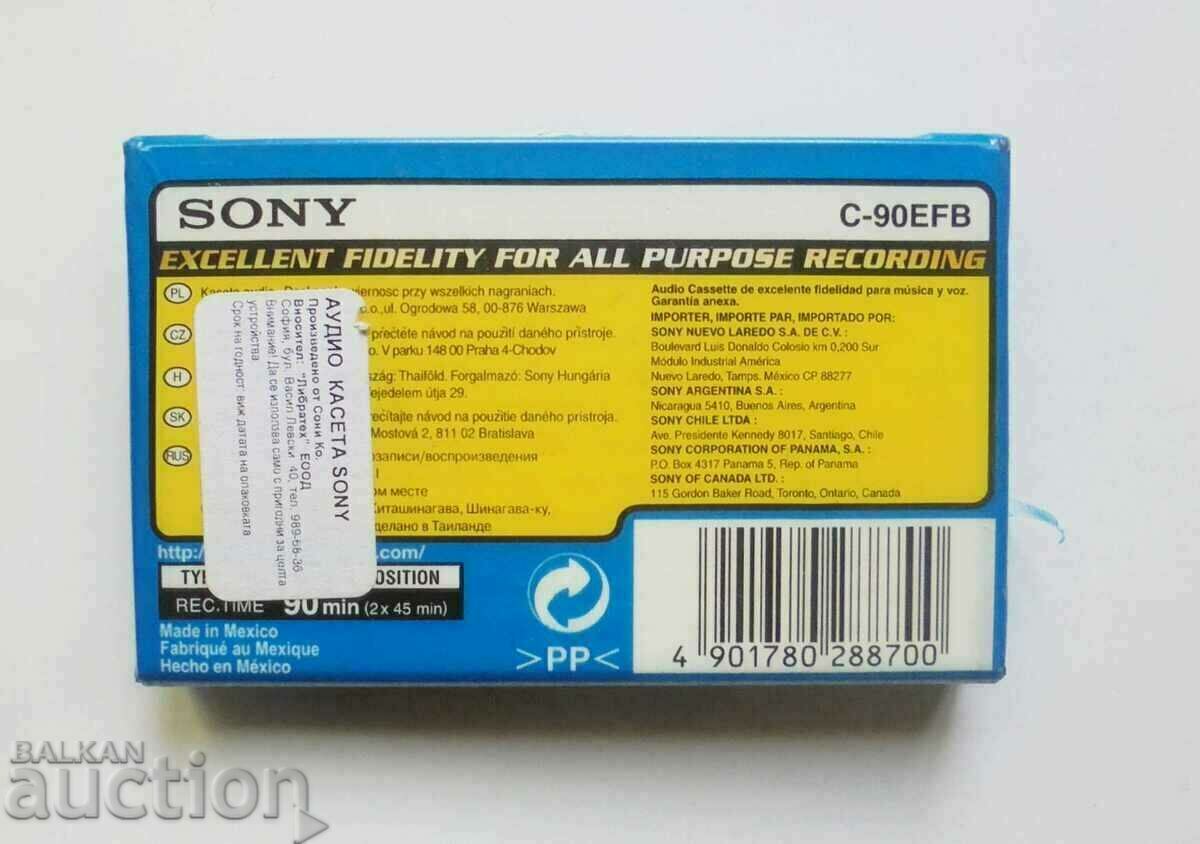 SONY
C-90EFB
EXCELLENT FIDELITY FOR ALL PURPOSE RECORDING
PL Kaseta audio. wiernosc przy wszelkich nagraniach.
o.o.,ul. Ogrodowa 58, 00-876 Warszawa
CZ přečtěte návod na použití daného přístroje.
o. V parku 148 00 Praha 4-Chodov
H Thaiföld. Forgalmazó: Sony Hungária
utja 29.
SK prečítajte návod na použitie daného pristroja.
Mostová 2, 811 02 Bratislava
RUS записи/воспроизведения
ом месте
Киташинагава, Шинагава-ку,
делано в Таиланде
АУДИО КАСЕТА SONY
Произведено от Сони Ко.
Вносител: "Либратех" ЕООД
София, бул. Васил Левски 40, тел. 989-66-36
Внимание! Да се използва само с пригодни за целта
устройства.
Срок на годност: виж датата на опаковката
Audio Cassette de excelente fidelidad para música y voz.
Garantía anexa.
IMPORTER, IMPORTE PAR, IMPORTADO POR:
SONY NUEVO LAREDO S.A. DE C.V. :
Boulevard Luis Donaldo Colosio km 0,200 Sur
Módulo Industrial América
Nuevo Laredo, Tamps. México CP 88277
SONY ARGENTINA S.A. :
Nicaragua 5410, Buenos Aires, Argentina
SONY CHILE LTDA :
Ave. Presidente Kennedy 8017, Santiago, Chile
SONY CORPORATION OF PANAMA, S.A. :
P.O. Box 4317 Panama 5, Rep. of Panama
SONY OF CANADA LTD. :
115 Gordon Baker Road, Toronto, Ontario, Canada
http:/ .com/
TY OSITION
REC.TIME 90 min (2 x 45 min)
Made in Mexico
Fabriqué au Mexique
Hecho en México
>PP<
4 901780 288700
BALKAN
auction